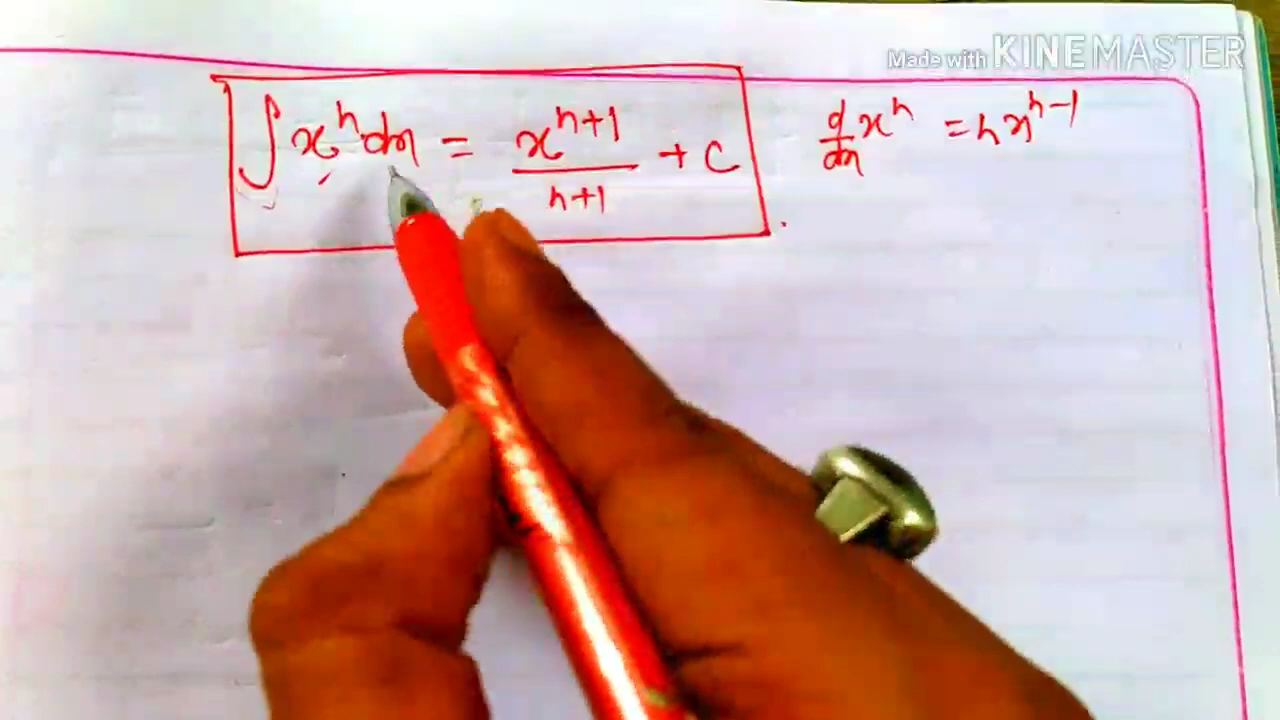 Made with KINEMASTER
∫ xⁿ dx = xⁿ⁺¹/n+1 + c
d/dx xⁿ = nxⁿ⁻¹